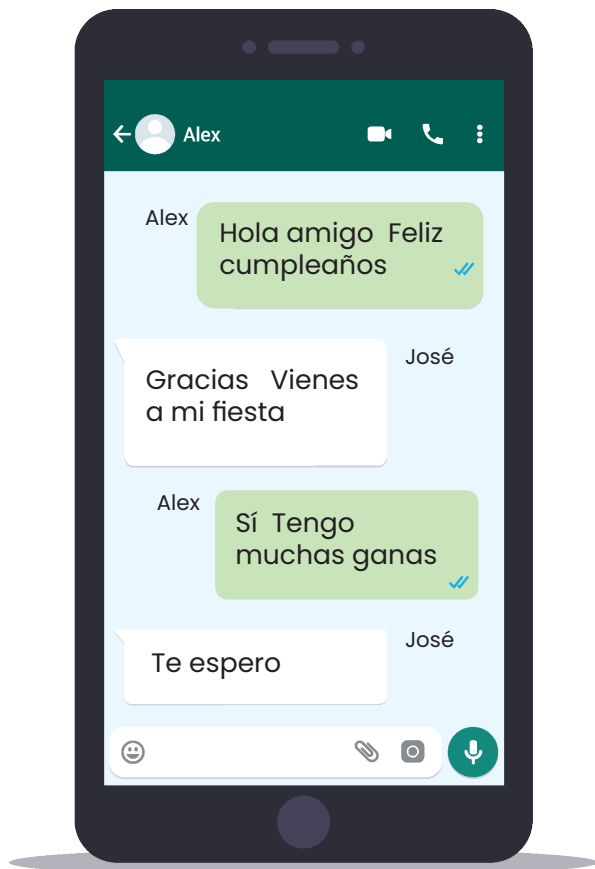 Alex
Alex
Hola amigo  Feliz
cumpleaños
José
Gracias   Vienes
a mi fiesta
Alex
Sí  Tengo
muchas ganas
José
Te espero